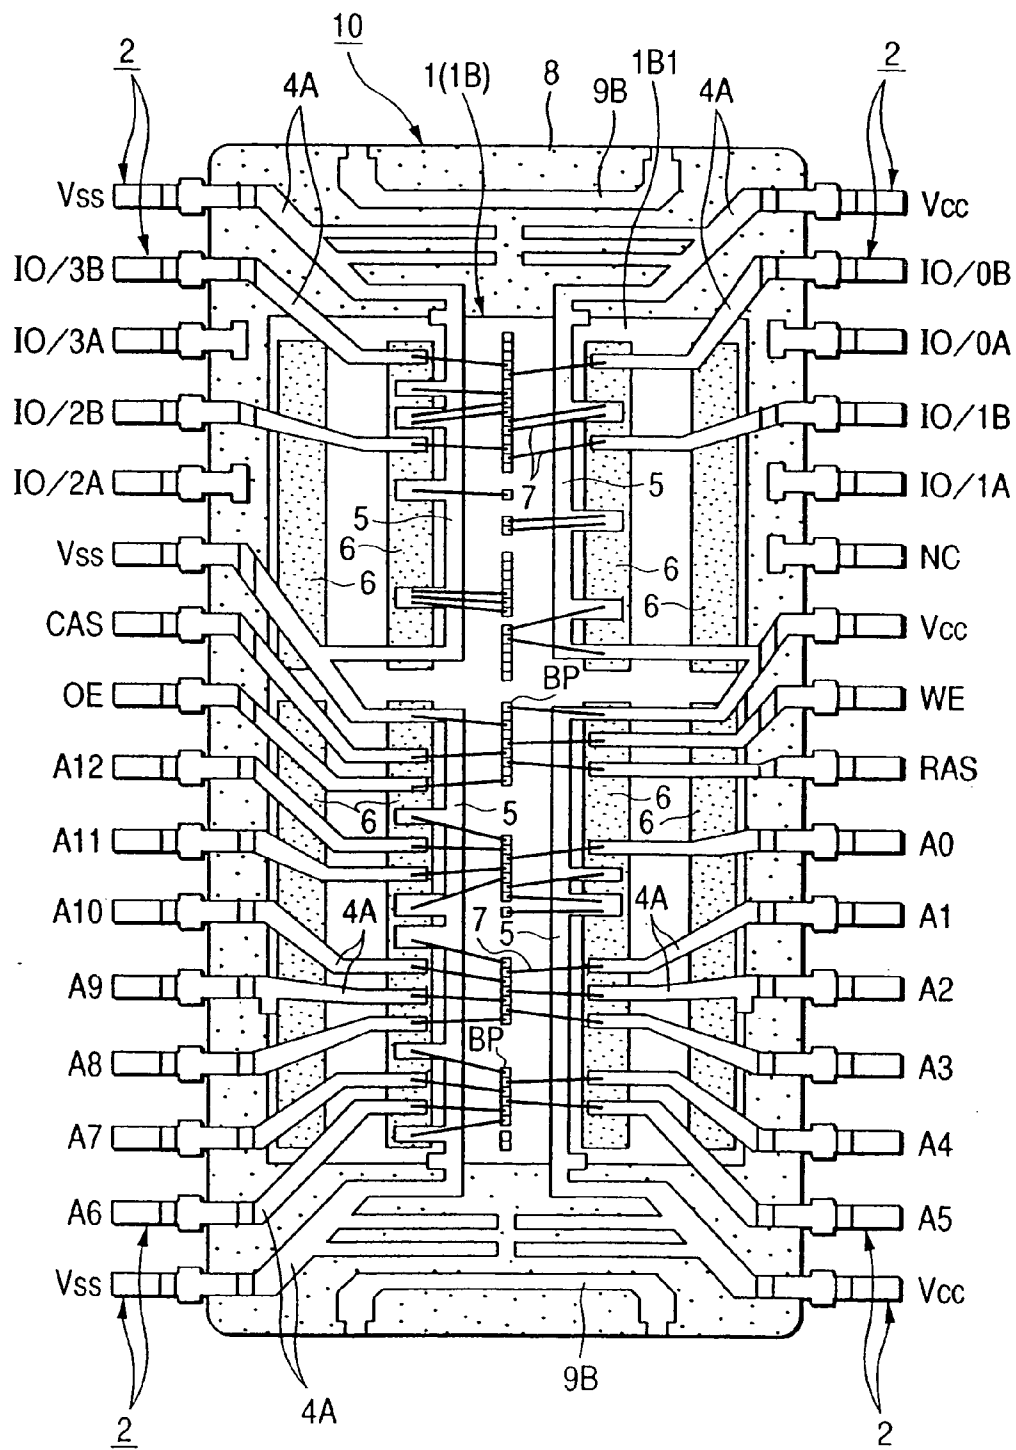 10
2 4A 1(1B) 8 9B 1B1 4A 2
Vss Vcc
IO/3B 4A 4A IO/0B
IO/3A IO/0A
IO/2B IO/1B
7 5
IO/2A IO/1A
5
6 6
Vss 6 6 NC
CAS Vcc
BP
OE WE
A12 RAS
6 6 5 6 6
A11 A0
A10 4A 7 5 4A A1
A9 A2
BP
A8 A3
A7 A4
A6 A5
Vss Vcc
9B
2 4A 2